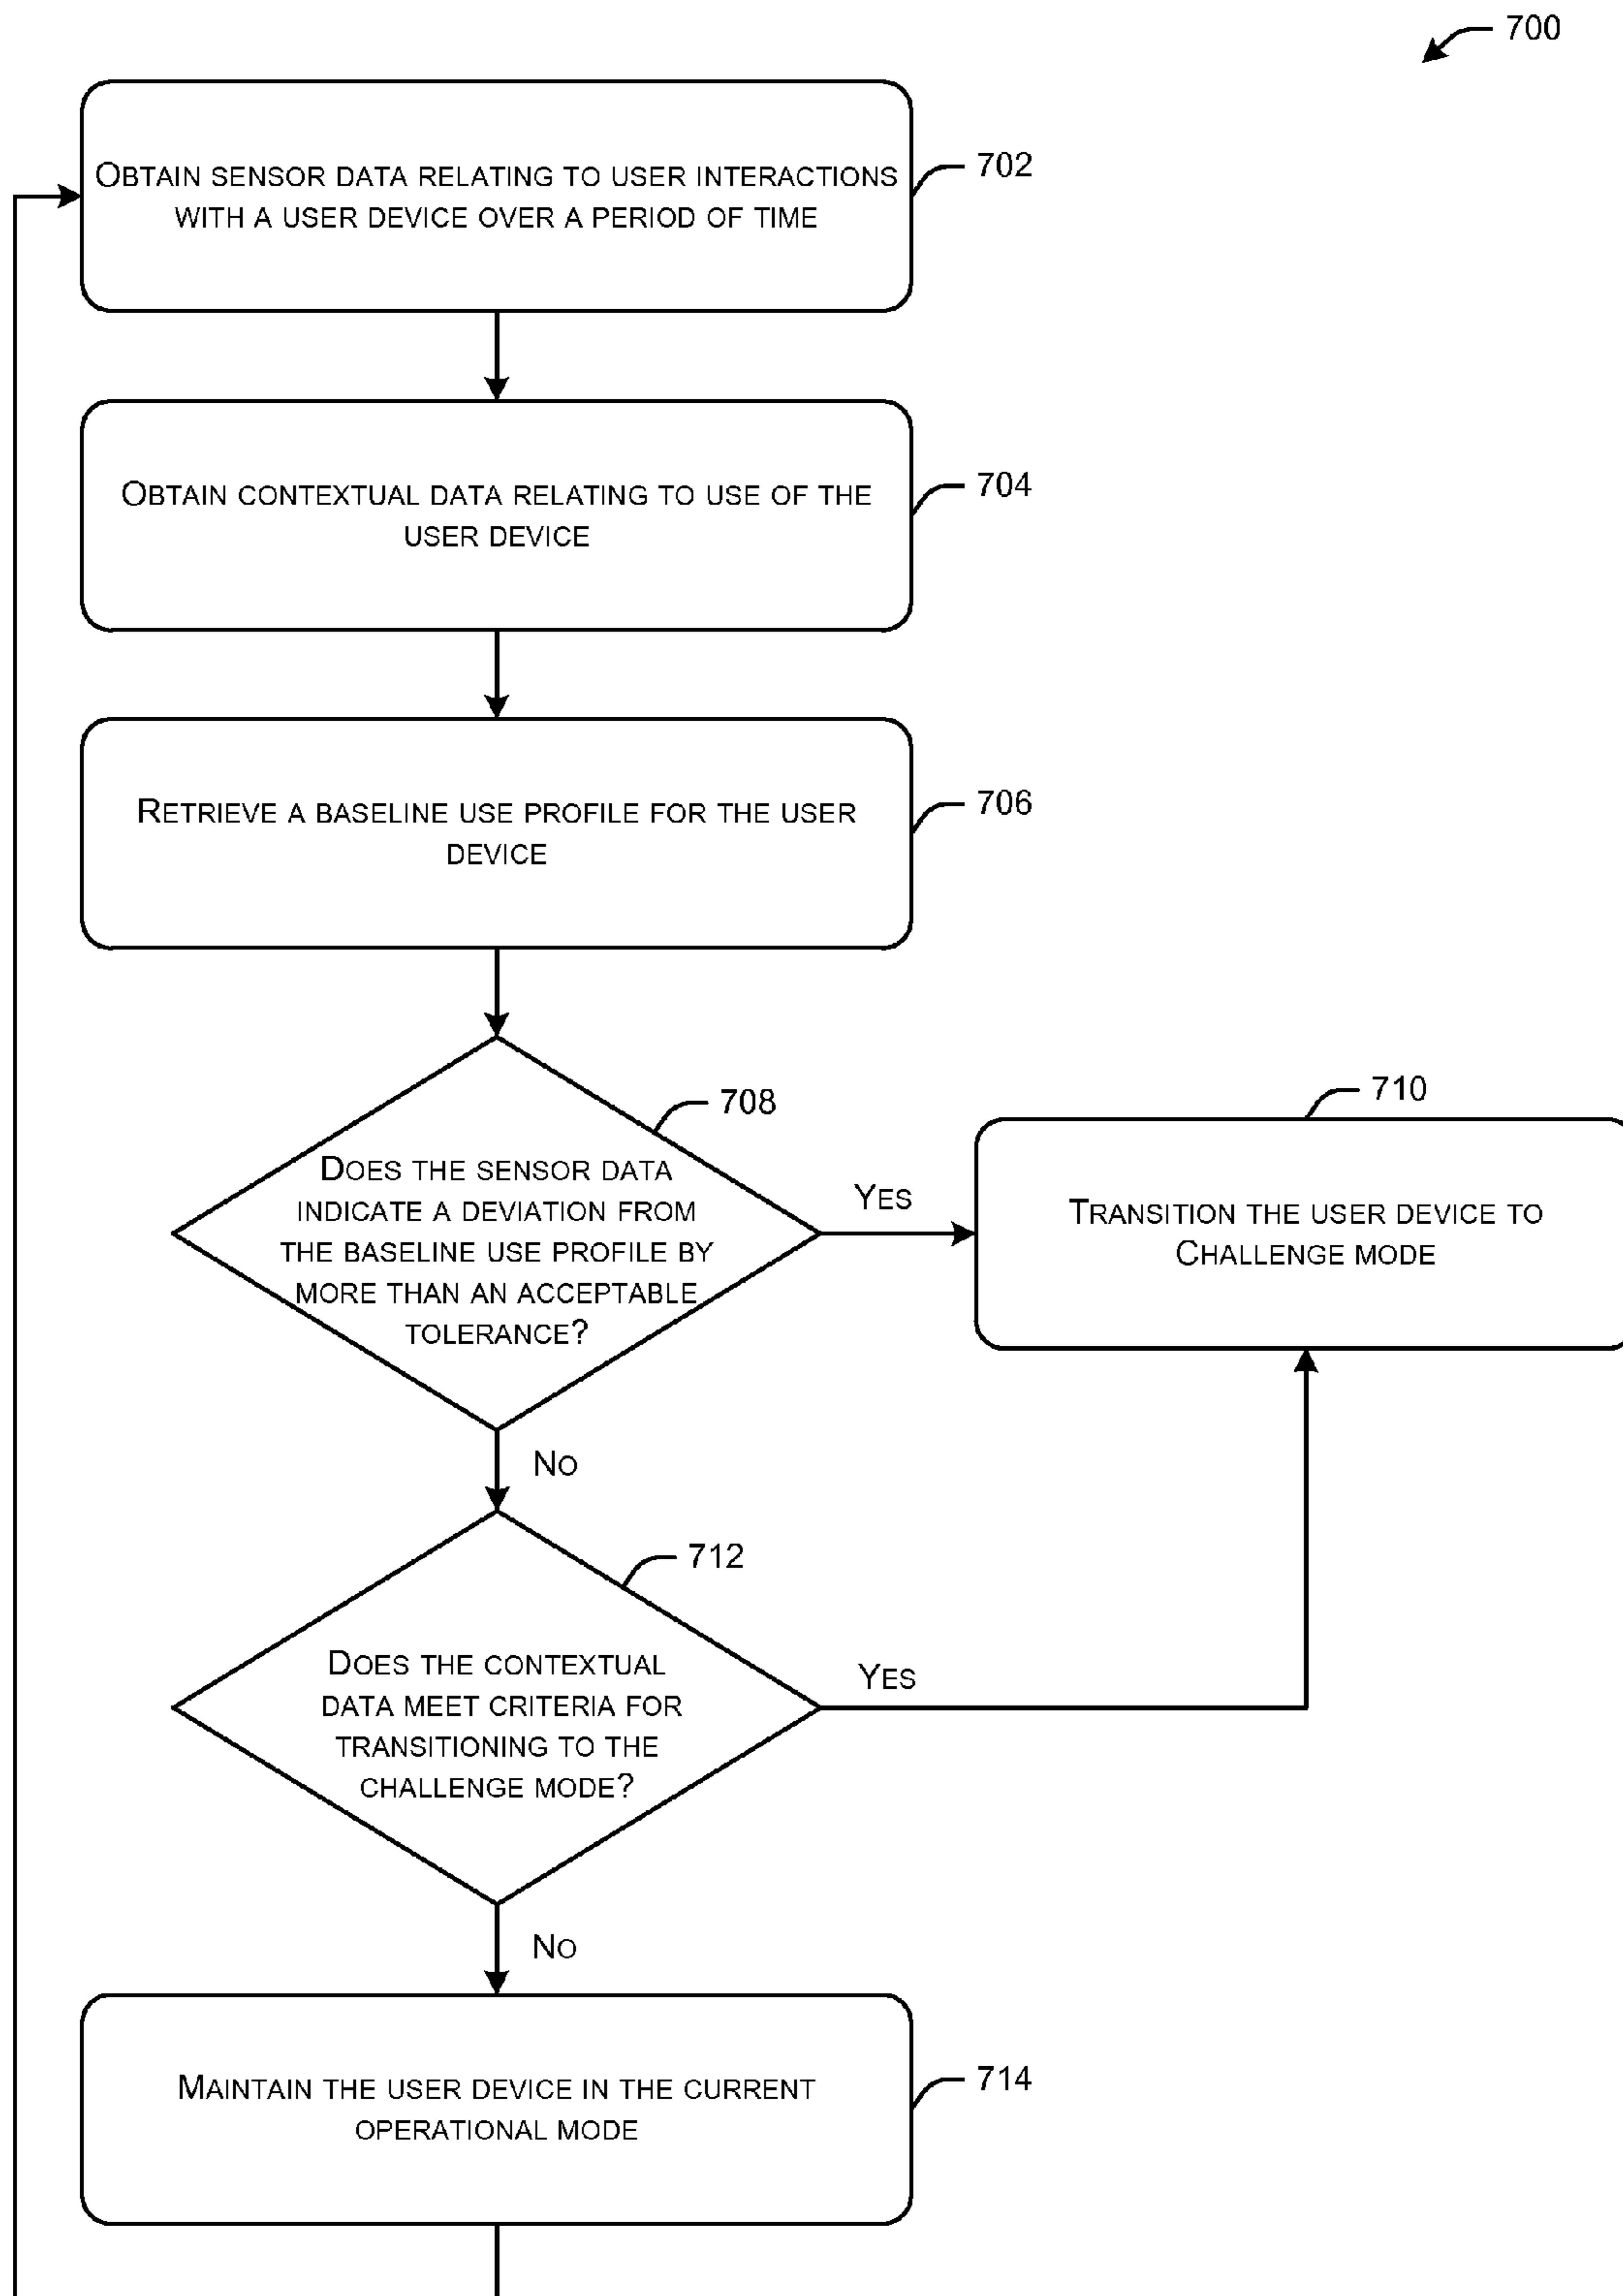 700
OBTAIN SENSOR DATA RELATING TO USER INTERACTIONS
WITH A USER DEVICE OVER A PERIOD OF TIME
702
OBTAIN CONTEXTUAL DATA RELATING TO USE OF THE
USER DEVICE
704
RETRIEVE A BASELINE USE PROFILE FOR THE USER
DEVICE
706
708
DOES THE SENSOR DATA
INDICATE A DEVIATION FROM
THE BASELINE USE PROFILE BY
MORE THAN AN ACCEPTABLE
TOLERANCE?
YES
710
TRANSITION THE USER DEVICE TO
CHALLENGE MODE
NO
712
DOES THE CONTEXTUAL
DATA MEET CRITERIA FOR
TRANSITIONING TO THE
CHALLENGE MODE?
YES
NO
MAINTAIN THE USER DEVICE IN THE CURRENT
OPERATIONAL MODE
714